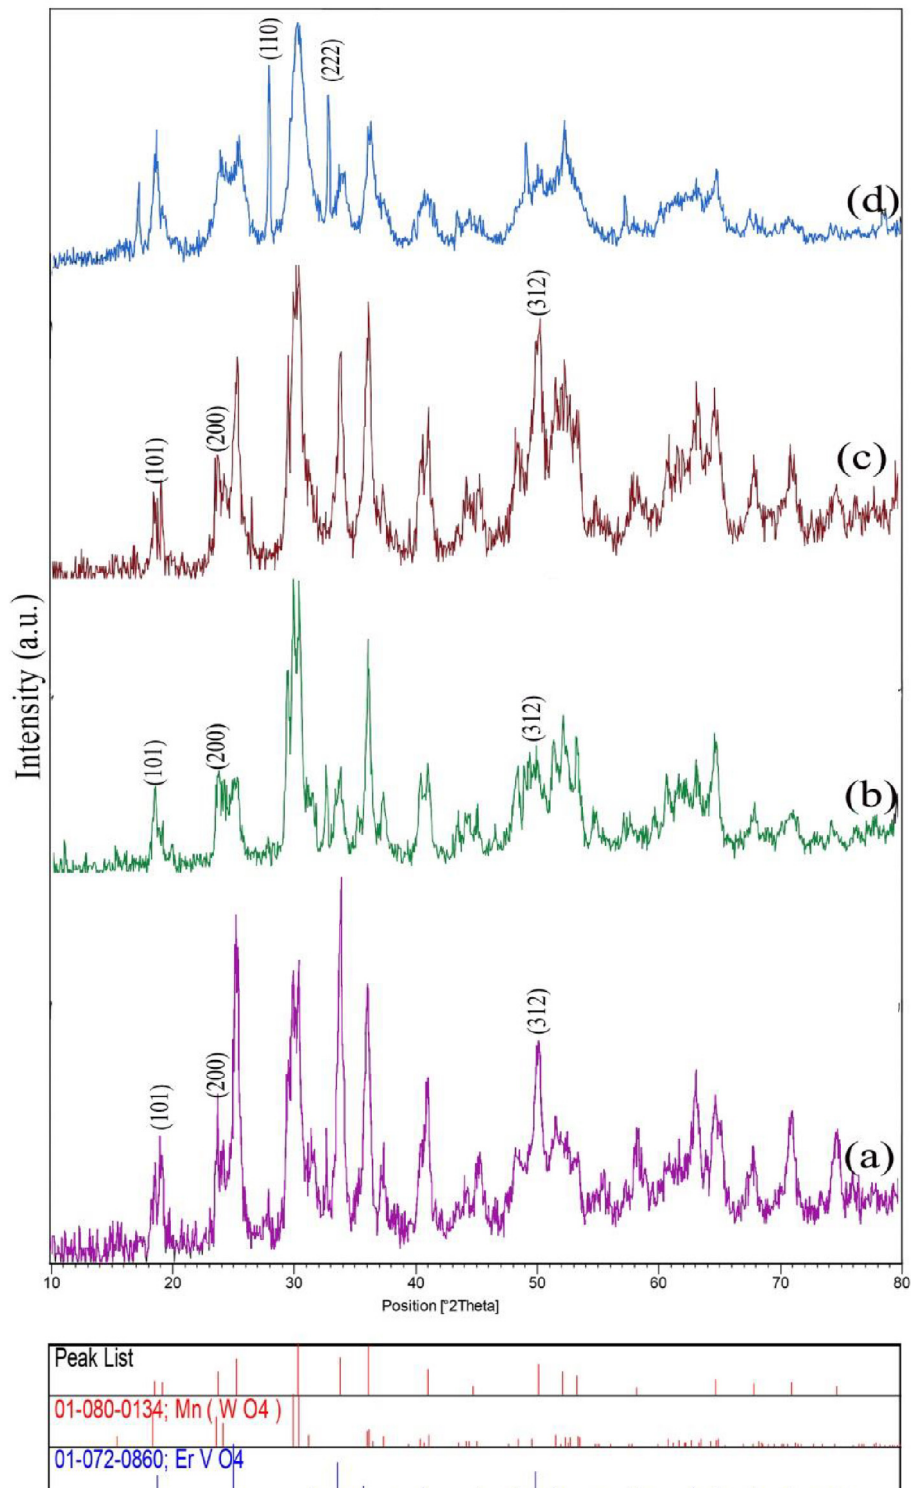 (110)
(222)
(d)
(312)
(200)
(101)
(c)
(312)
(200)
(101)
(b)
(312)
(200)
(101)
(a)
Intensity (a.u.)
10 20 30 40 50 60 70 80
Position [°2Theta]
Peak List
01-080-0134; Mn ( W O4 )
01-072-0860; Er V O4